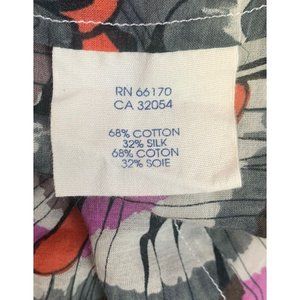 RN 66170
CA 32054
68% COTTON
32% SILK
68% COTON
32% SOIE